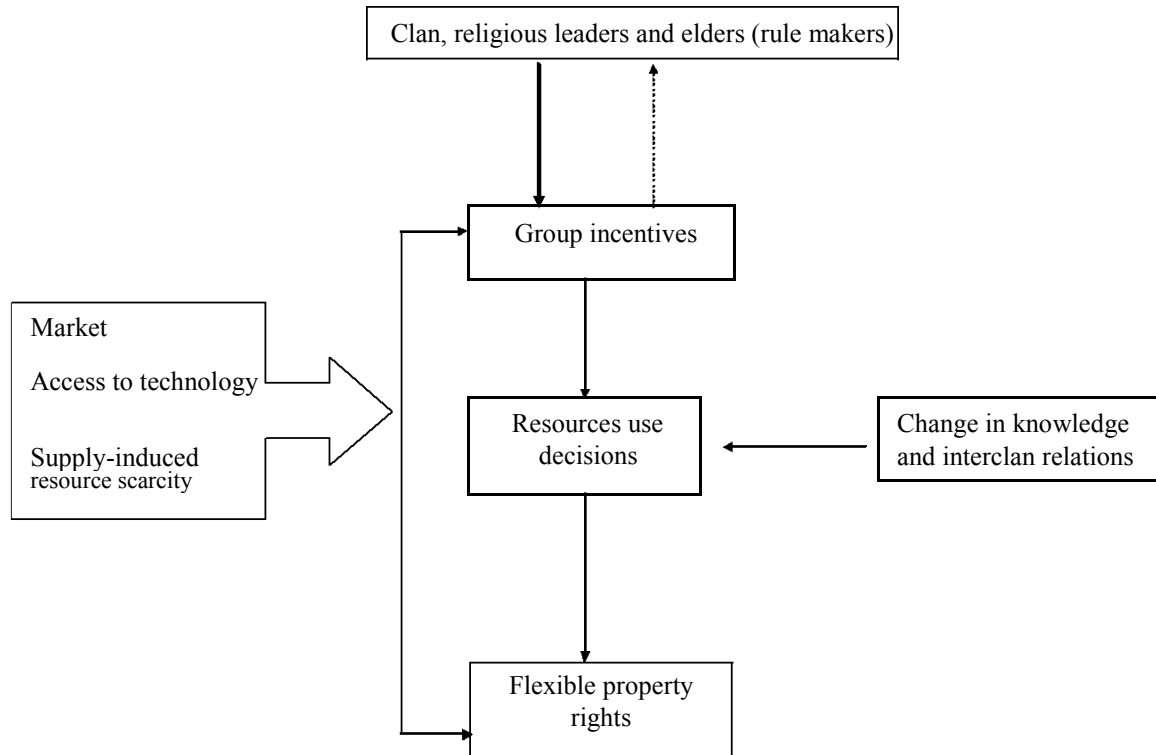 Clan, religious leaders and elders (rule makers)
Group incentives
Market
Access to technology
Supply-induced
resource scarcity
Resources use
decisions
Change in knowledge
and interclan relations
Flexible property
rights